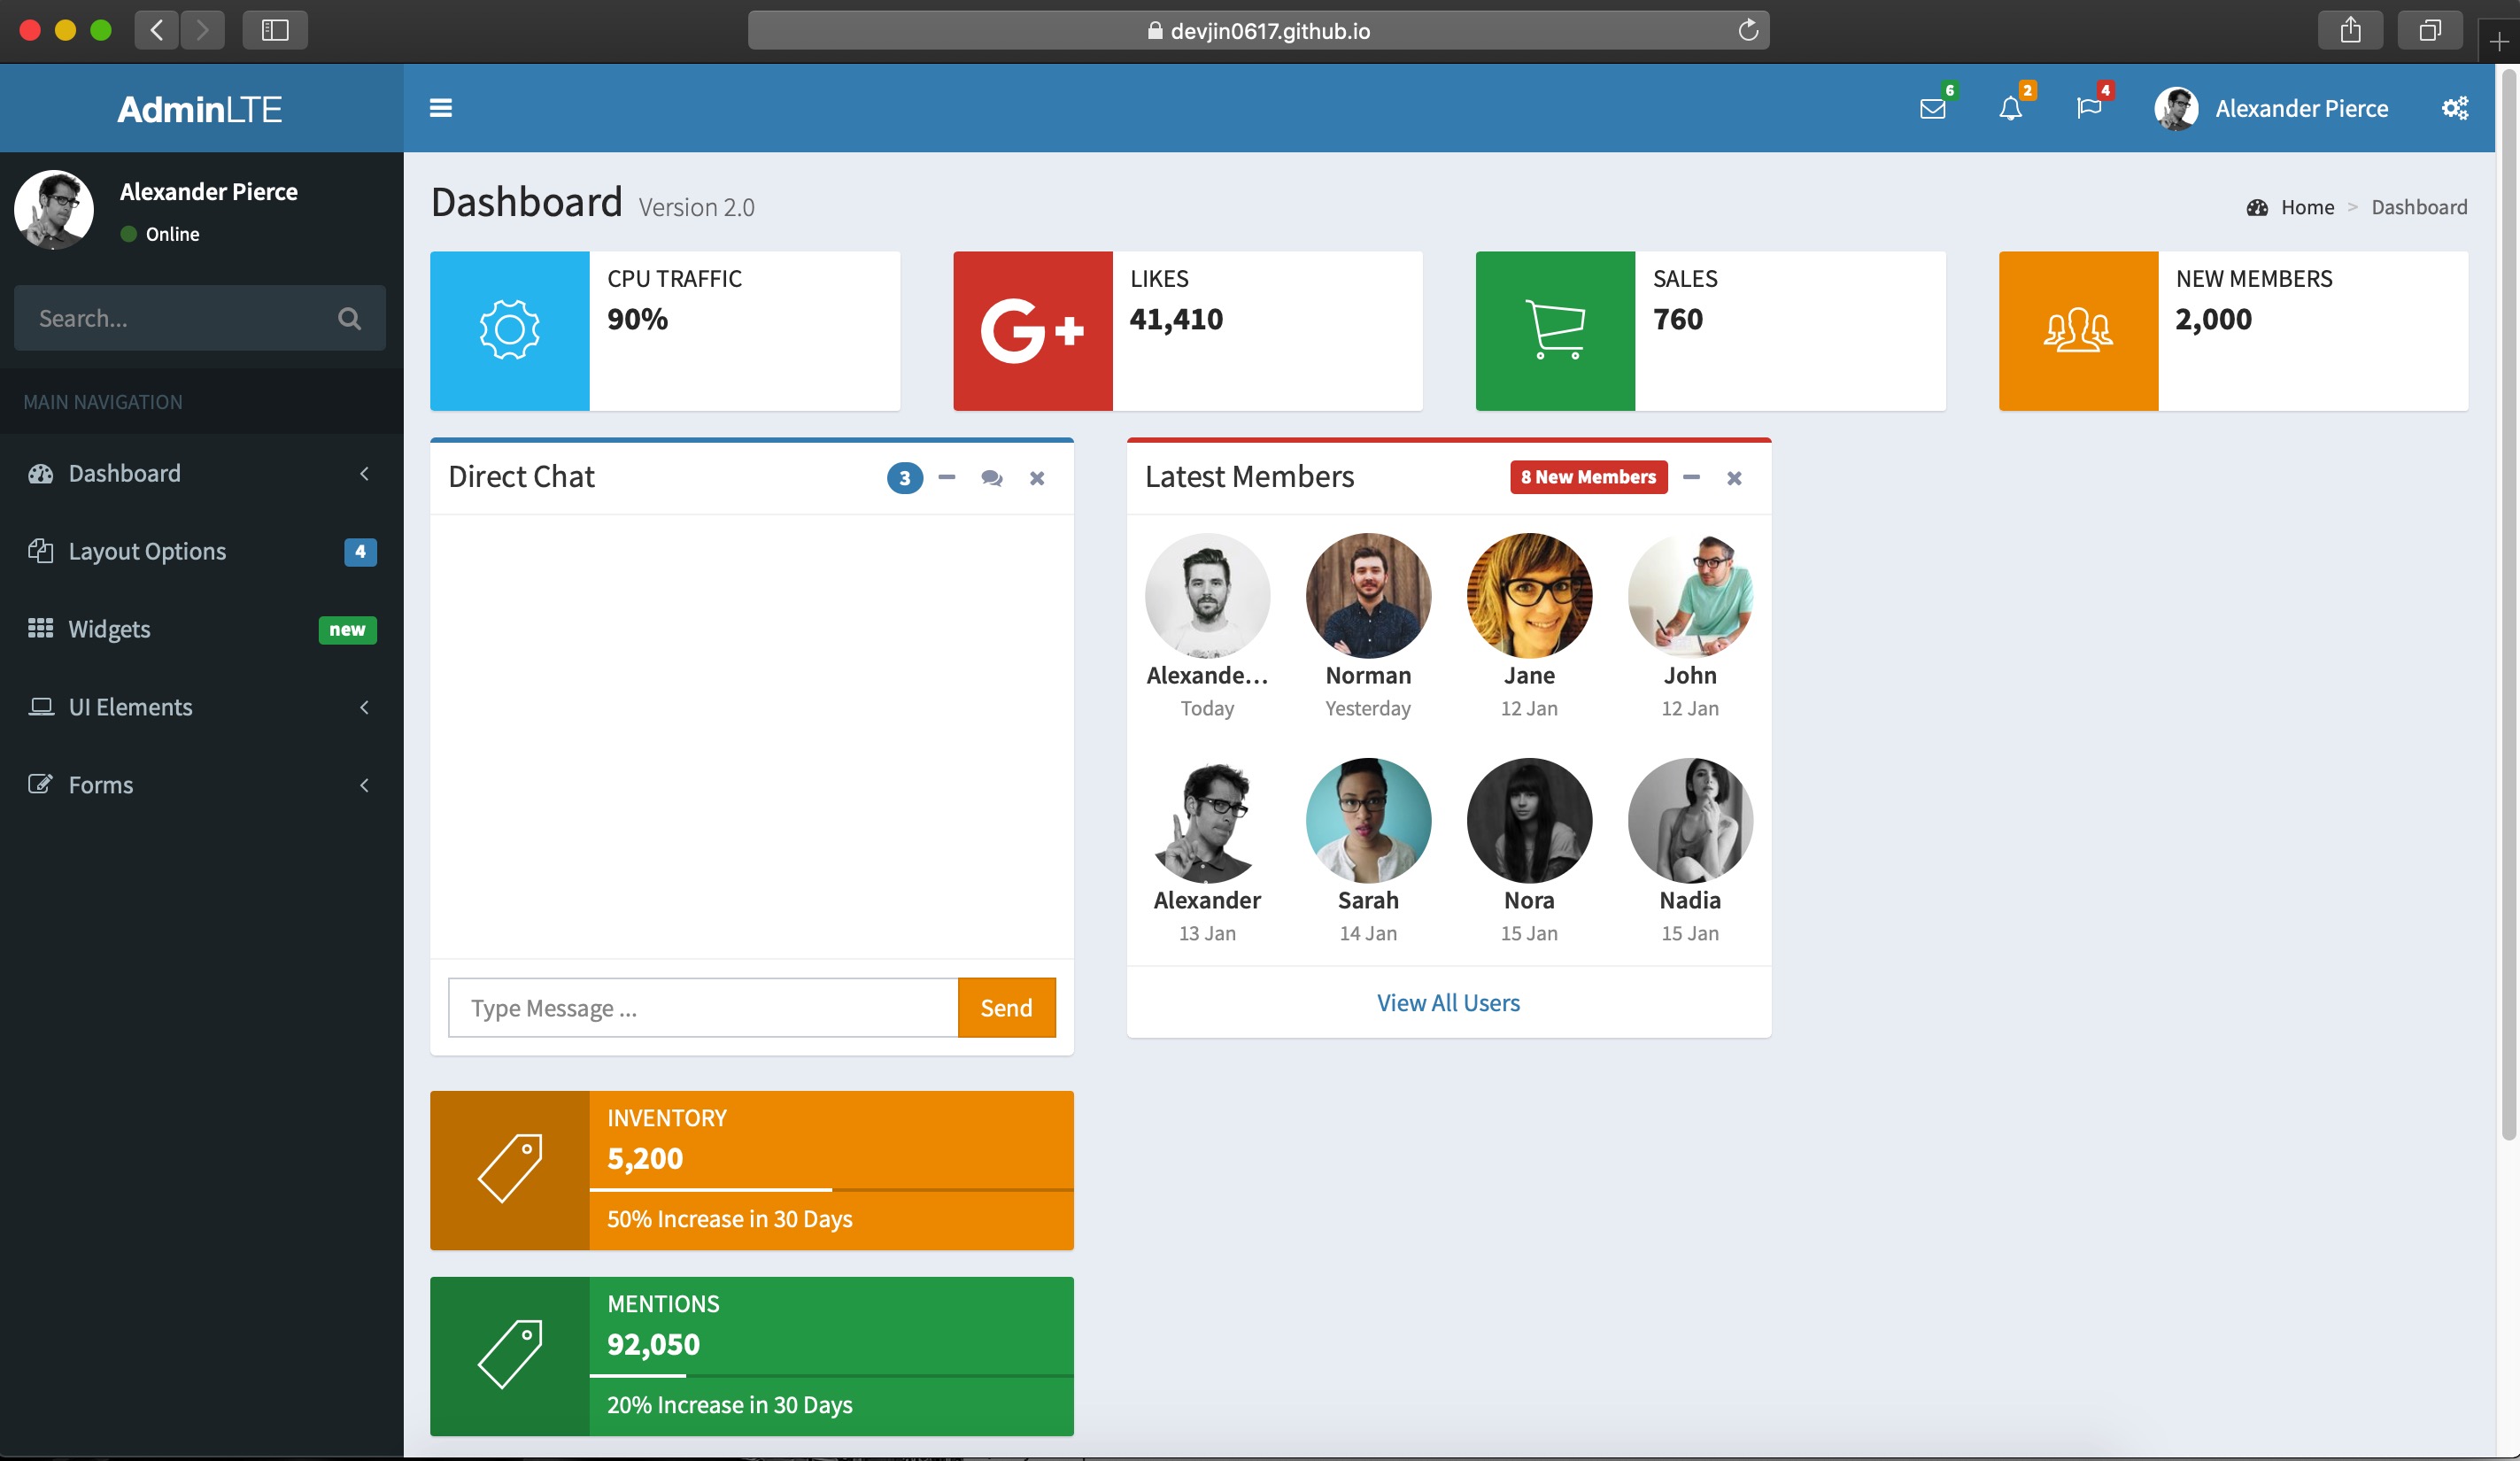 devjin0617.github.io
AdminLTE
6
2
4
Alexander Pierce
Alexander Pierce
Online
Search...
MAIN NAVIGATION
Dashboard
Layout Options 4
Widgets new
UI Elements
Forms
Dashboard Version 2.0
Home > Dashboard
CPU TRAFFIC
90%
G+
LIKES
41,410
SALES
760
NEW MEMBERS
2,000
Direct Chat 3
Type Message ... Send
Latest Members 8 New Members
Alexande... Norman Jane John
Today Yesterday 12 Jan 12 Jan
Alexander Sarah Nora Nadia
13 Jan 14 Jan 15 Jan 15 Jan
View All Users
INVENTORY
5,200
50% Increase in 30 Days
MENTIONS
92,050
20% Increase in 30 Days